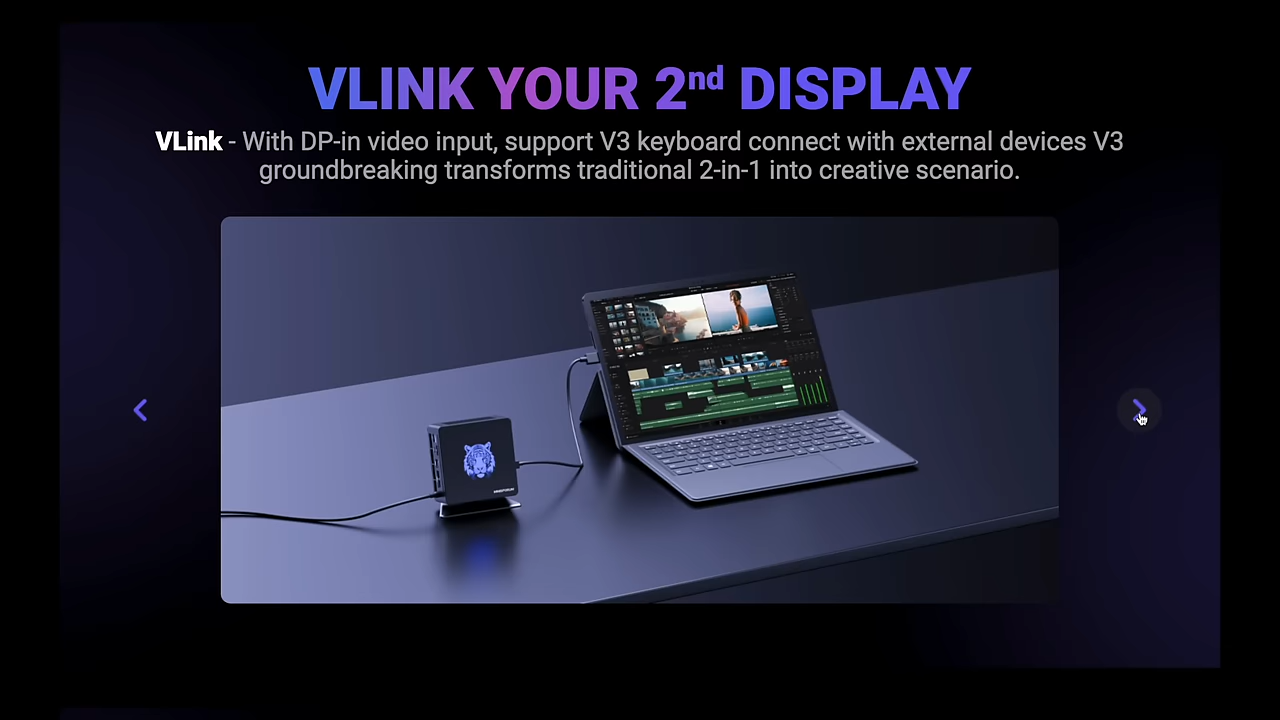 VLINK YOUR 2nd DISPLAY
VLink - With DP-in video input, support V3 keyboard connect with external devices V3
groundbreaking transforms traditional 2-in-1 into creative scenario.
MINISFORUM